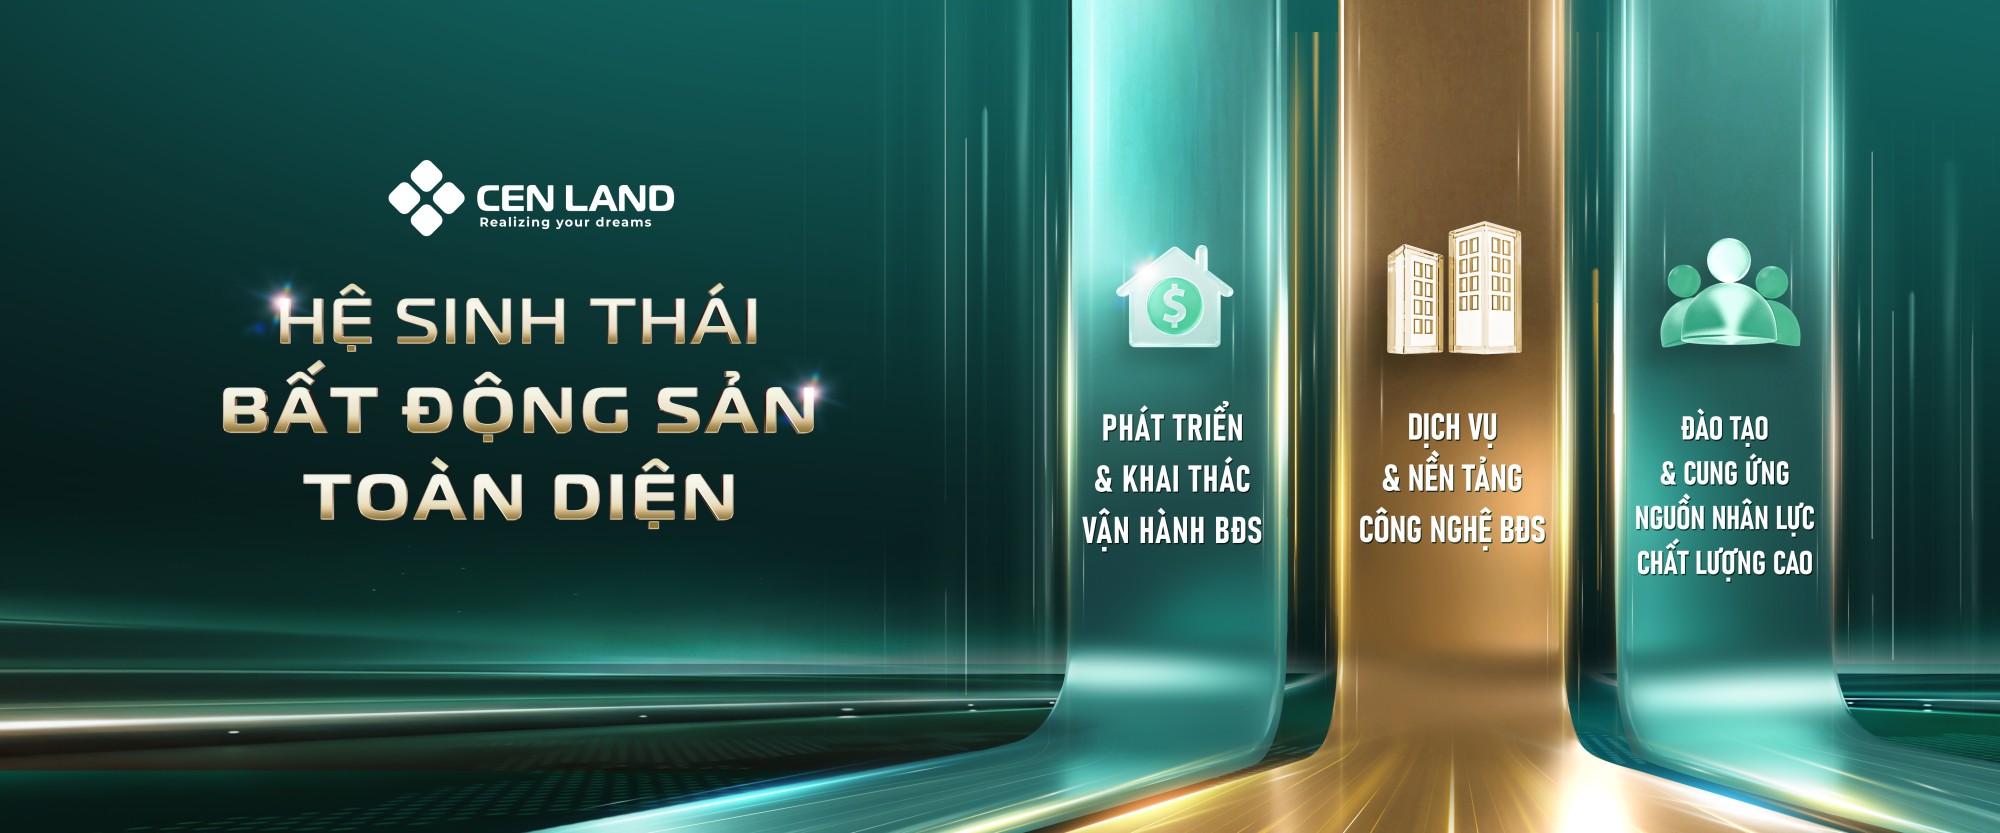 CEN LAND
Realizing your dreams
HỆ SINH THÁI
BẤT ĐỘNG SẢN
TOÀN DIỆN
$
PHÁT TRIỂN
& KHAI THÁC
VẬN HÀNH BĐS
DỊCH VỤ
& NỀN TẢNG
CÔNG NGHỆ BĐS
ĐÀO TẠO
& CUNG ỨNG
NGUỒN NHÂN LỰC
CHẤT LƯỢNG CAO